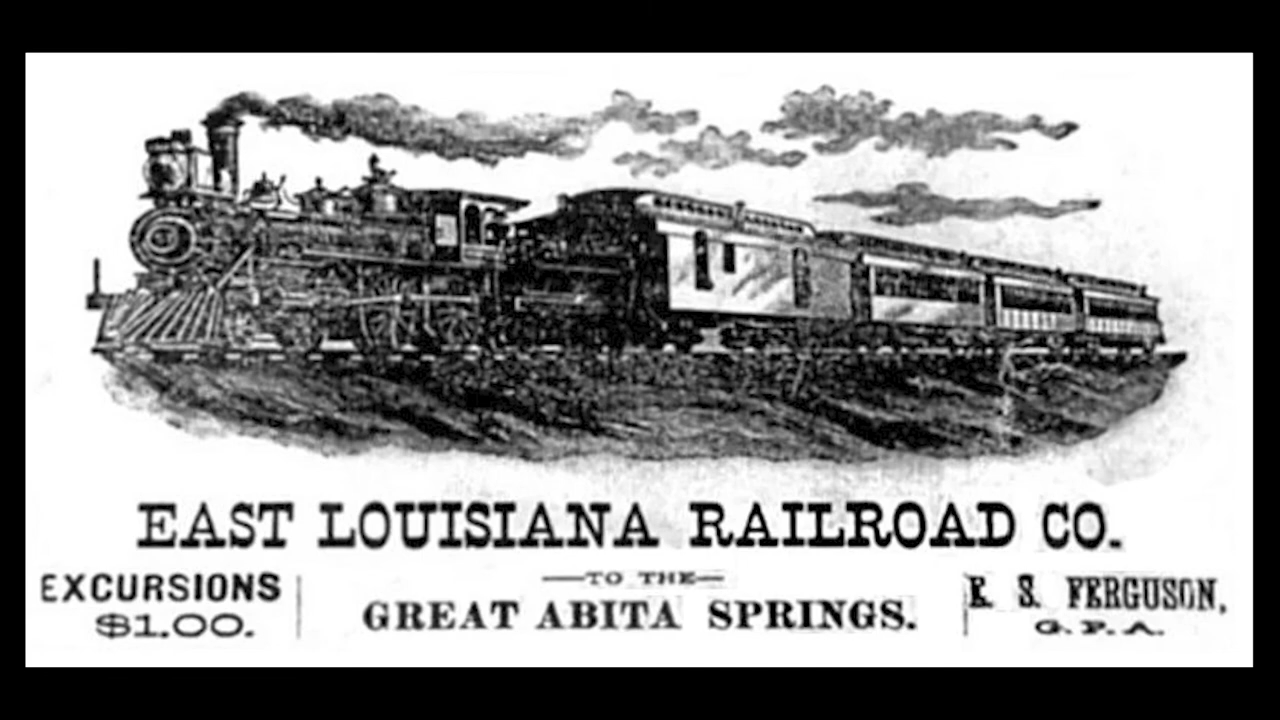 EAST LOUISIANA RAILROAD CO.
EXCURSIONS
$1.00.
—TO THE—
GREAT ABITA SPRINGS.
E. S. FERGUSON,
G. P. A.